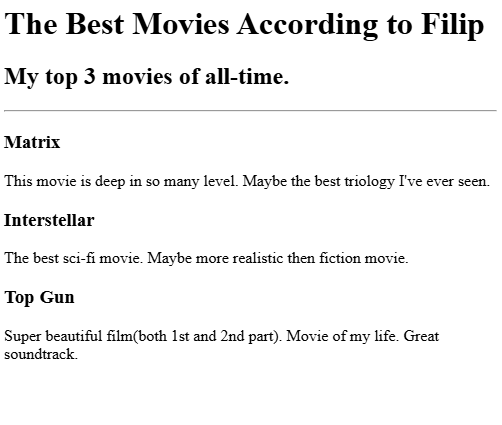 The Best Movies According to Filip
My top 3 movies of all-time.
Matrix
This movie is deep in so many level. Maybe the best triology I've ever seen.
Interstellar
The best sci-fi movie. Maybe more realistic then fiction movie.
Top Gun
Super beautiful film(both 1st and 2nd part). Movie of my life. Great
soundtrack.